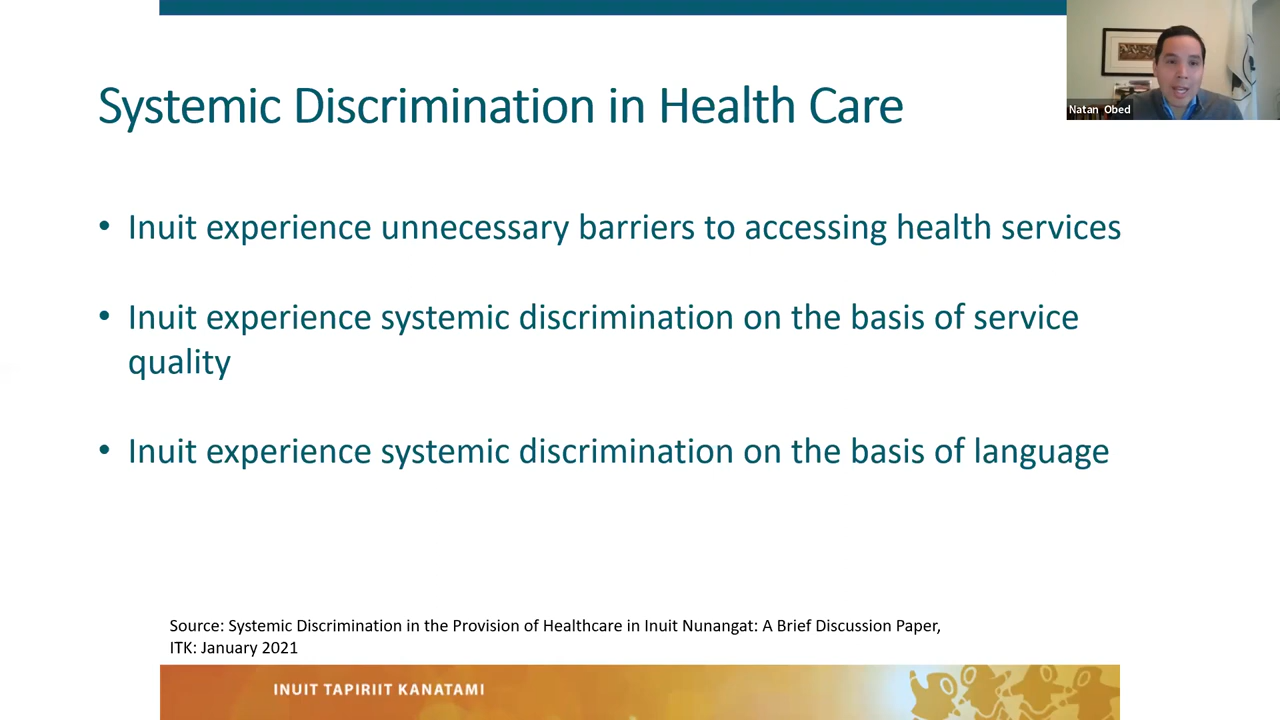 Systemic Discrimination in Health Care
Natan Obed
• Inuit experience unnecessary barriers to accessing health services
• Inuit experience systemic discrimination on the basis of service
quality
• Inuit experience systemic discrimination on the basis of language
Source: Systemic Discrimination in the Provision of Healthcare in Inuit Nunangat: A Brief Discussion Paper,
ITK: January 2021
INUIT TAPIRIIT KANATAMI